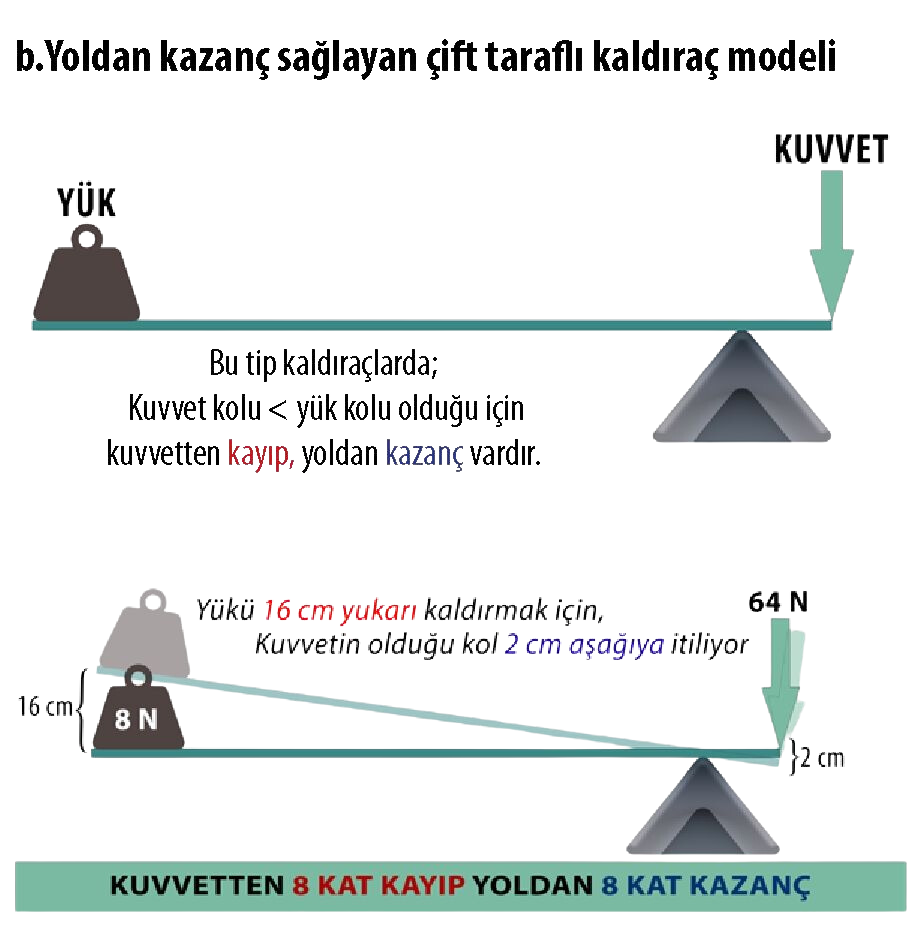 b.Yoldan kazanç sağlayan çift taraflı kaldıraç modeli
KUVVET
YÜK
Bu tip kaldıraçlarda;
Kuvvet kolu < yük kolu olduğu için
kuvvetten kayıp, yoldan kazanç vardır.
Yükü 16 cm yukarı kaldırmak için,
Kuvvetin olduğu kol 2 cm aşağıya itiliyor
64 N
16 cm
8 N
2 cm
KUVVETTEN 8 KAT KAYIP YOLDAN 8 KAT KAZANÇ